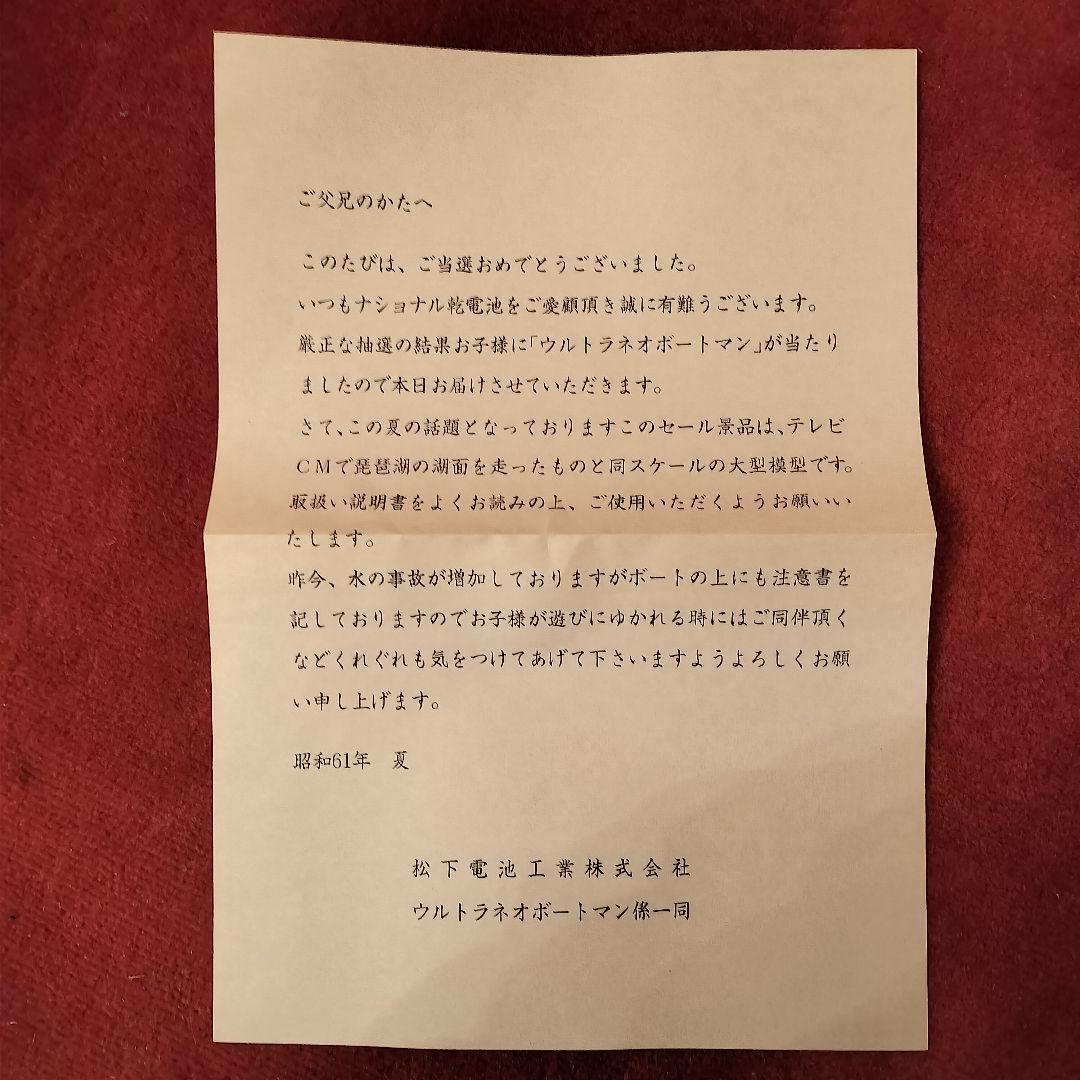 ご父兄のかたへ
このたびは、ご当選おめでとうございました。
いつもナショナル乾電池をご愛顧頂き誠に有難うございます。
厳正な抽選の結果お子様に「ウルトラネオボートマン」が当たり
ましたので本日お届けさせていただきます。
さて、この夏の話題となっておりますこのセール景品は、テレビ
CMで琵琶湖の湖面を走ったものと同スケールの大型模型です。
取扱い説明書をよくお読みの上、ご使用いただくようお願いい
たします。
昨今、水の事故が増加しておりますがボートの上にも注意書を
記しておりますのでお子様が遊びにゆかれる時にはご同伴頂く
などくれぐれも気をつけてあげて下さいますようよろしくお願
い申し上げます。
昭和61年 夏
松下電池工業株式会社
ウルトラネオボートマン係一同